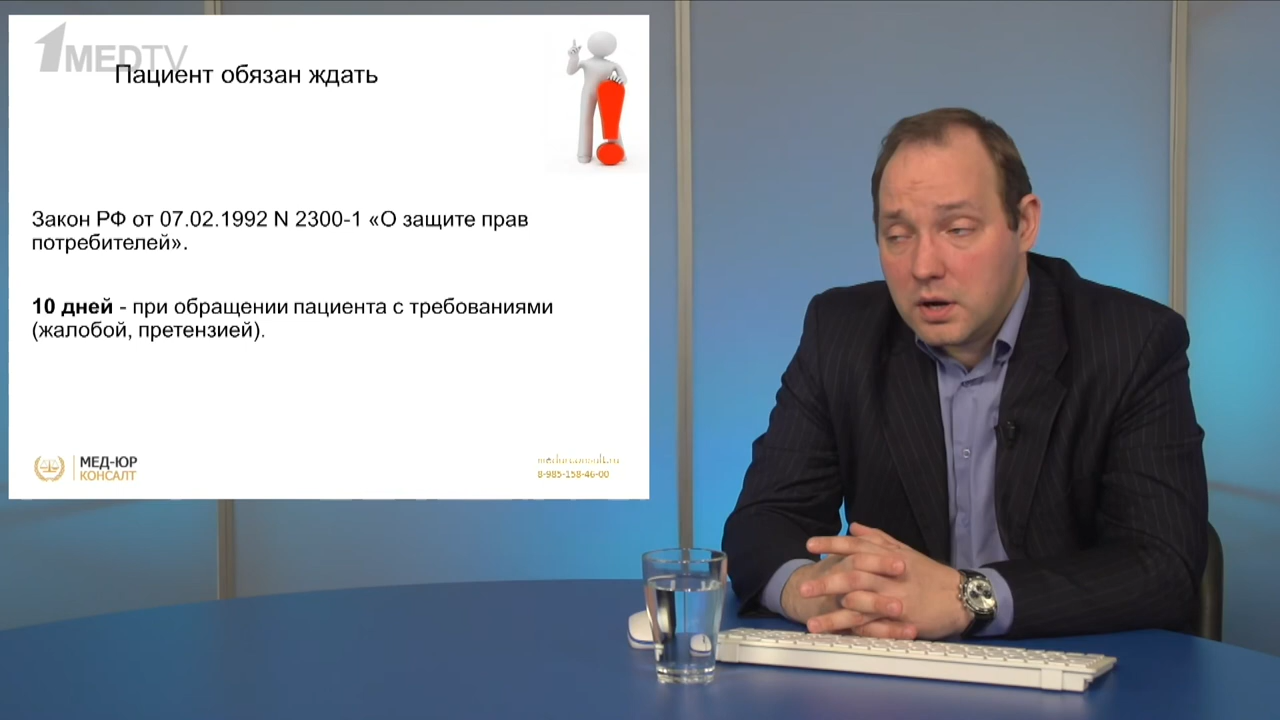 1MEDTV
Пациент обязан ждать
Закон РФ от 07.02.1992 N 2300-1 «О защите прав
потребителей».
10 дней - при обращении пациента с требованиями
(жалобой, претензией).
МЕД-ЮР
КОНСАЛТ
8-985-158-46-00